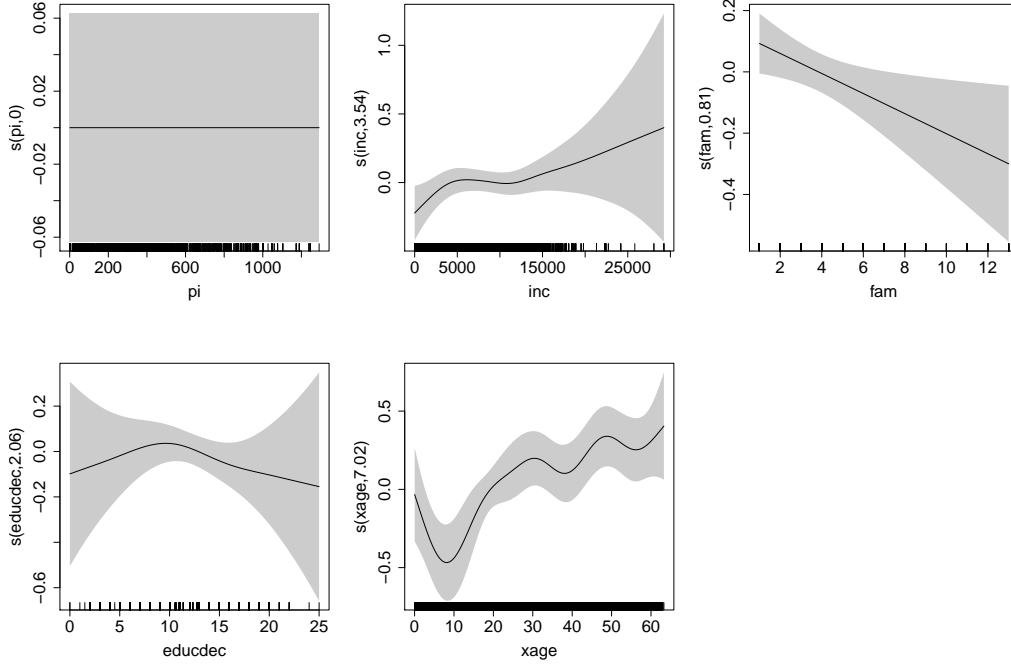 0.06
0.02
−0.02
−0.06
s(pi,0)
0 200 600 1000
pi
1.0
0.5
0.0
s(inc,3.54)
0 5000 15000 25000
inc
0.2
0.0
−0.2
−0.4
s(fam,0.81)
2 4 6 8 10 12
fam
0.2
0.0
−0.2
−0.6
s(educdec,2.06)
0 5 10 15 20 25
educdec
0.5
0.0
−0.5
s(xage,7.02)
0 10 20 30 40 50 60
xage